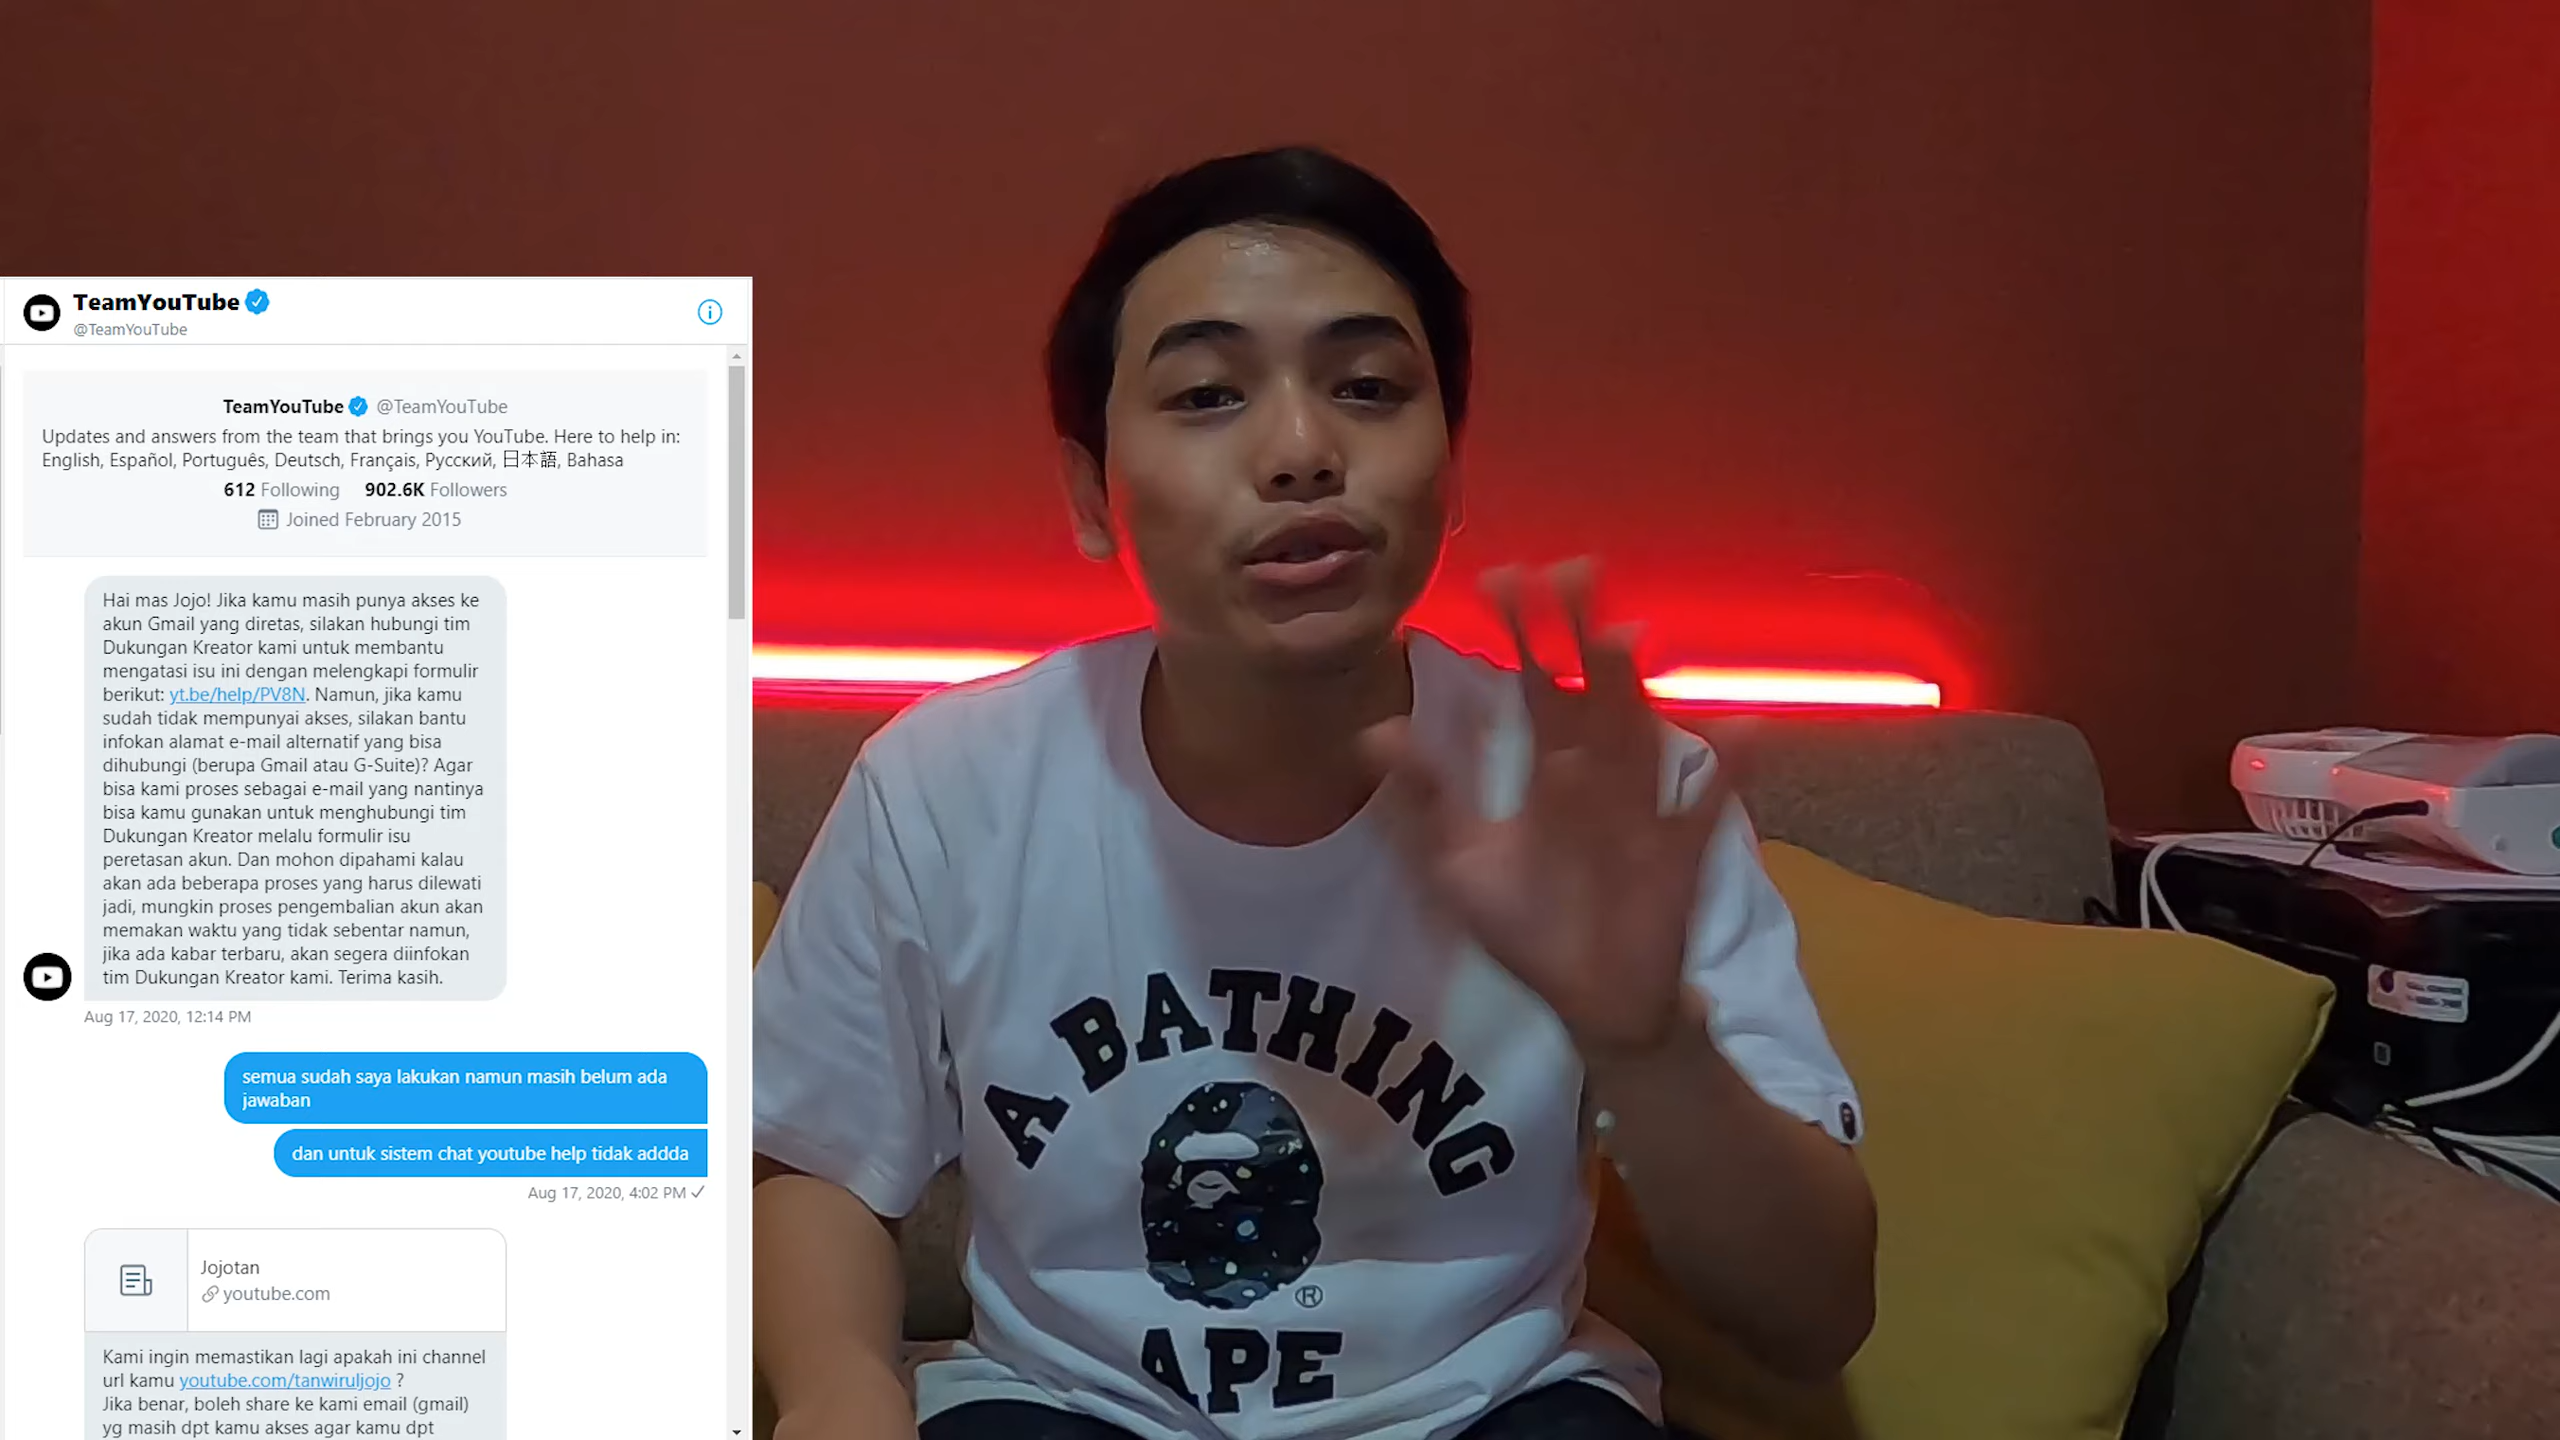 TeamYouTube
@TeamYouTube
TeamYouTube @TeamYouTube
Updates and answers from the team that brings you YouTube. Here to help in:
English, Español, Português, Deutsch, Français, Русский, 日本語, Bahasa
612 Following 902.6K Followers
Joined February 2015
Hai mas Jojo! Jika kamu masih punya akses ke
akun Gmail yang diretas, silakan hubungi tim
Dukungan Kreator kami untuk membantu
mengatasi isu ini dengan melengkapi formulir
berikut: yt.be/help/PV8N. Namun, jika kamu
sudah tidak mempunyai akses, silakan bantu
infokan alamat e-mail alternatif yang bisa
dihubungi (berupa Gmail atau G-Suite)? Agar
bisa kami proses sebagai e-mail yang nantinya
bisa kamu gunakan untuk menghubungi tim
Dukungan Kreator melalu formulir isu
peretasan akun. Dan mohon dipahami kalau
akan ada beberapa proses yang harus dilewati
jadi, mungkin proses pengembalian akun akan
memakan waktu yang tidak sebentar namun,
jika ada kabar terbaru, akan segera diinfokan
tim Dukungan Kreator kami. Terima kasih.
Aug 17, 2020, 12:14 PM
semua sudah saya lakukan namun masih belum ada
jawaban
dan untuk sistem chat youtube help tidak addda
Aug 17, 2020, 4:02 PM
Jojotan
youtube.com
Kami ingin memastikan lagi apakah ini channel
url kamu youtube.com/tanwiruljojo ?
Jika benar, boleh share ke kami email (gmail)
yg masih dpt kamu akses agar kamu dpt
A BATHING
APE
®